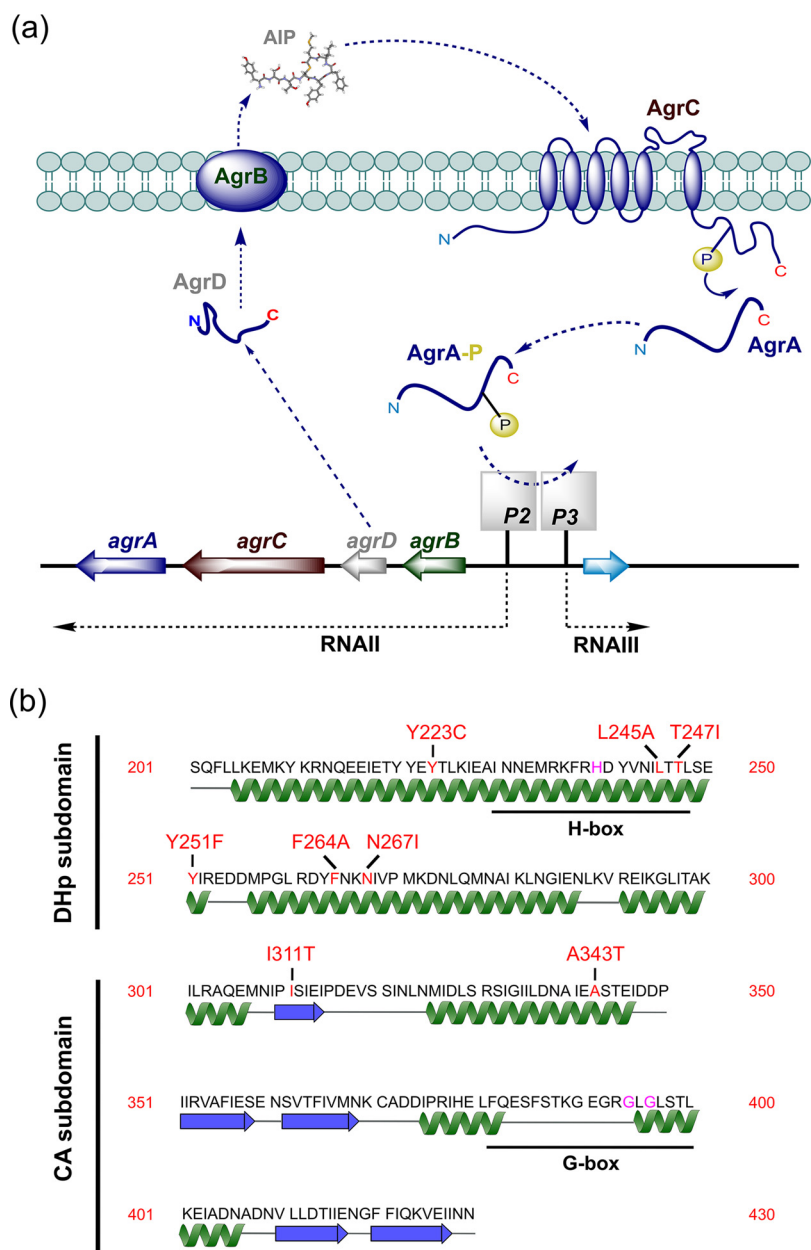 (a)
AIP
AgrC
AgrB
N
P
C
AgrD
N
C
C
AgrA
N
AgrA-P
C
N
P
P2
P3
agrA
agrC
agrD
agrB
RNAII
RNAIII
(b)
DHp subdomain
Y223C
L245A
T247I
201
SQFLLKEMKY KRNQEEIETY YEYTLKIEAI NNEMRKFRHD YVNILTTLSE
250
H-box
Y251F
F264A
N267I
251
YIREDDMPGL RDYFNKNIVP MKDNLQMNAI KLNGIENLKV REIKGLITAK
300
CA subdomain
I311T
A343T
301
ILRAQEMNIP ISIEIPDEVSS SINLNMIDLS RSIGIILDNA IEASTEIDDP
350
351
IIRVAFIESE NSVTFIVMNK CADDIPRIHE LFQESFSTKG EGRGLGLSTL
400
G-box
401
KEIADNADNV LLDTIIENGF FIQKVEIINN
430